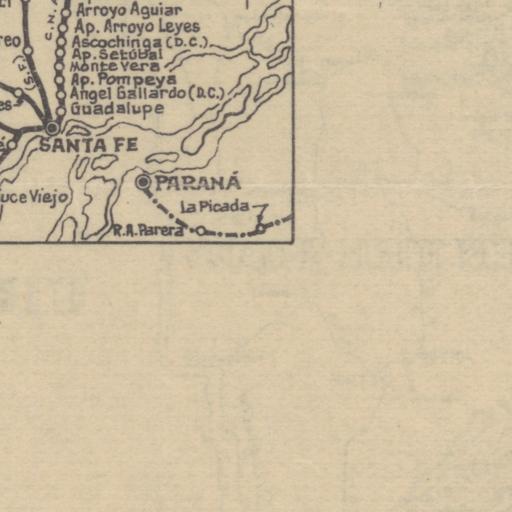 Arroyo Aguiar
Ap. Arroyo Leyes
Ascochinga (D.C.)
Ap. Setúbal
Monte Vera
Ap. Pompeya
Angel Gallardo (D.C.)
Guadalupe
C.N.
(F.S.F)
SANTA FE
PARANÁ
uce Viejo
La Picada
R.A. Parera